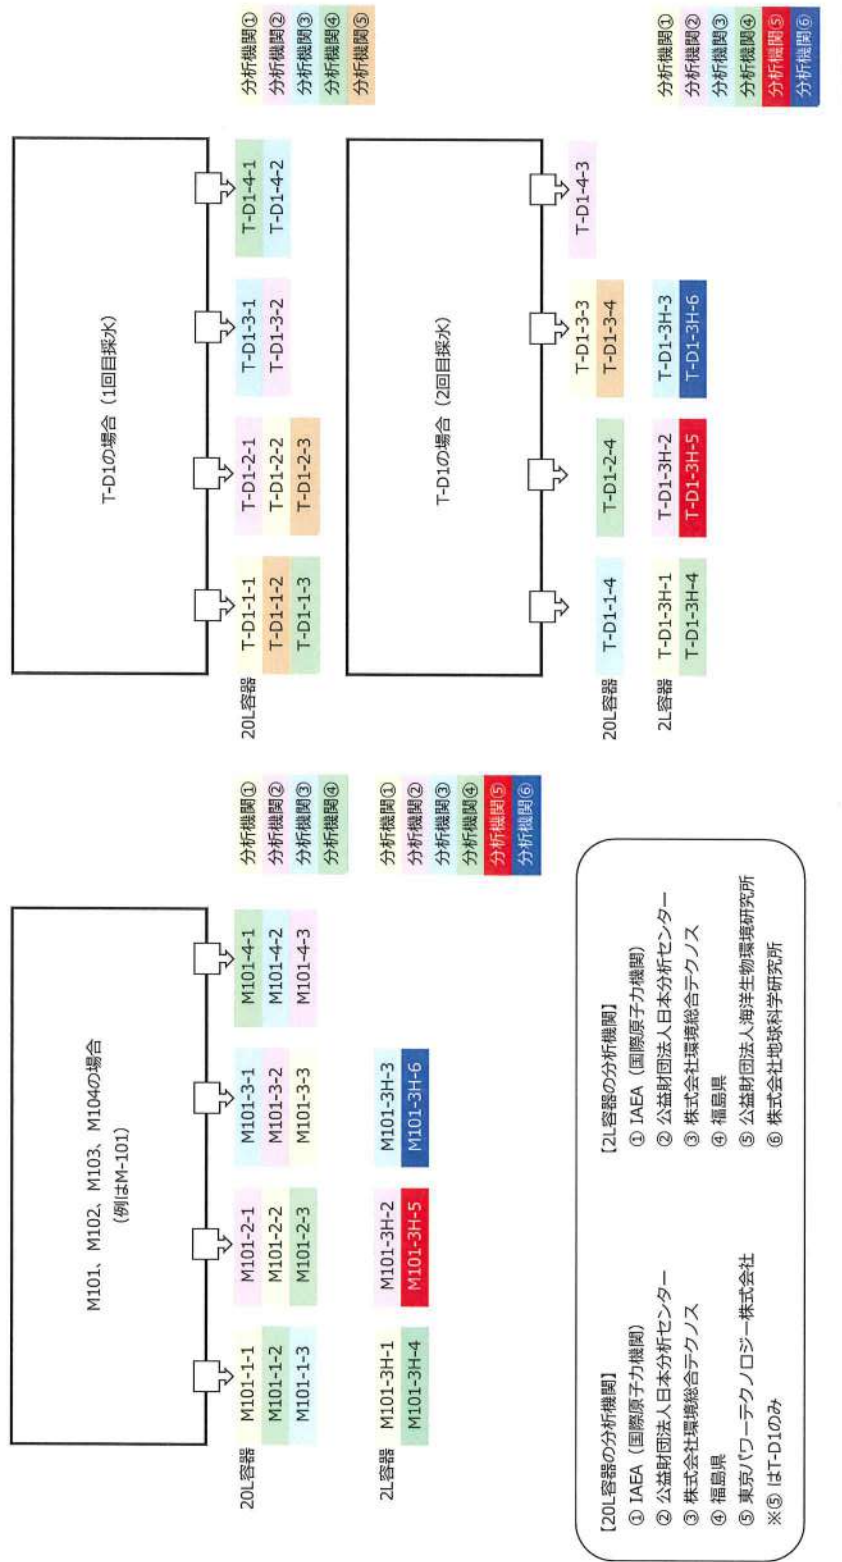 M101、M102、M103、M104の場合
(例はM-101)
20L容器
M101-1-1
M101-1-2
M101-1-3
M101-2-1
M101-2-2
M101-2-3
M101-3-1
M101-3-2
M101-3-3
M101-4-1
M101-4-2
M101-4-3
分析機関①
分析機関②
分析機関③
分析機関④
2L容器
M101-3H-1
M101-3H-4
M101-3H-2
M101-3H-5
M101-3H-3
M101-3H-6
分析機関①
分析機関②
分析機関③
分析機関④
分析機関⑤
分析機関⑥
【20L容器の分析機関】
① IAEA（国際原子力機関）
② 公益財団法人日本分析センター
③ 株式会社環境総合テクノス
④ 福島県
⑤ 東京パワーテクノロジー株式会社
※⑤ はT-D1のみ
【2L容器の分析機関】
① IAEA（国際原子力機関）
② 公益財団法人日本分析センター
③ 株式会社環境総合テクノス
④ 福島県
⑤ 公益財団法人海洋生物環境研究所
⑥ 株式会社地球科学研究所
T-D1の場合（1回目採水）
20L容器
T-D1-1-1
T-D1-1-2
T-D1-1-3
T-D1-2-1
T-D1-2-2
T-D1-2-3
T-D1-3-1
T-D1-3-2
T-D1-4-1
T-D1-4-2
分析機関①
分析機関②
分析機関③
分析機関④
分析機関⑤
T-D1の場合（2回目採水）
20L容器
T-D1-1-4
T-D1-2-4
T-D1-3-3
T-D1-3-4
T-D1-4-3
2L容器
T-D1-3H-1
T-D1-3H-4
T-D1-3H-2
T-D1-3H-5
T-D1-3H-3
T-D1-3H-6
分析機関①
分析機関②
分析機関③
分析機関④
分析機関⑤
分析機関⑥